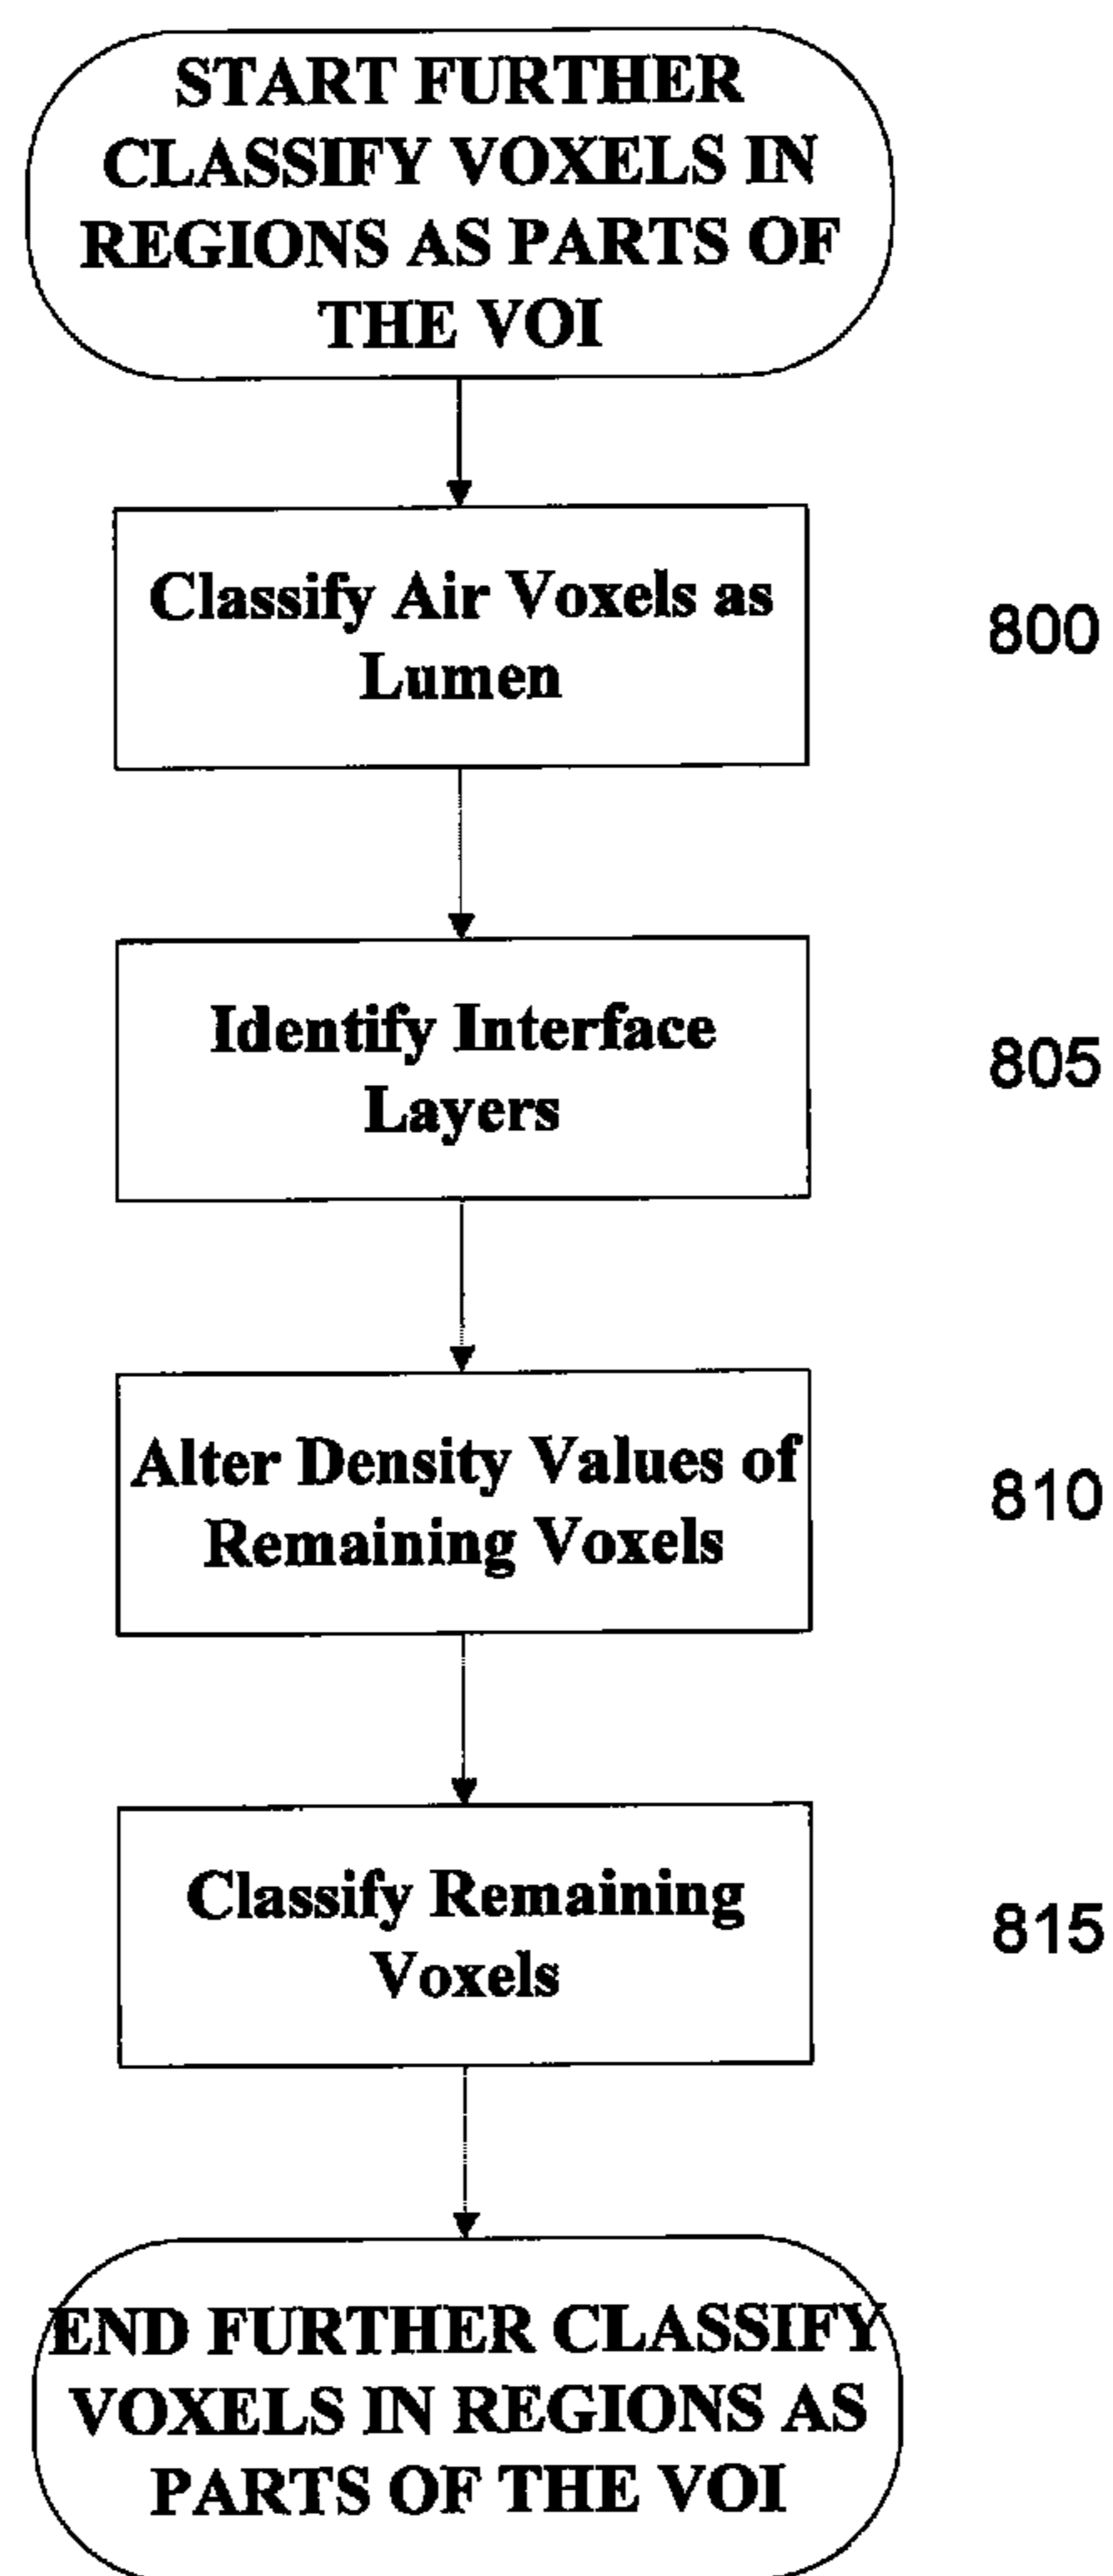 START FURTHER
CLASSIFY VOXELS IN
REGIONS AS PARTS OF
THE VOI
Classify Air Voxels as
Lumen
800
Identify Interface
Layers
805
Alter Density Values of
Remaining Voxels
810
Classify Remaining
Voxels
815
END FURTHER CLASSIFY
VOXELS IN REGIONS AS
PARTS OF THE VOI